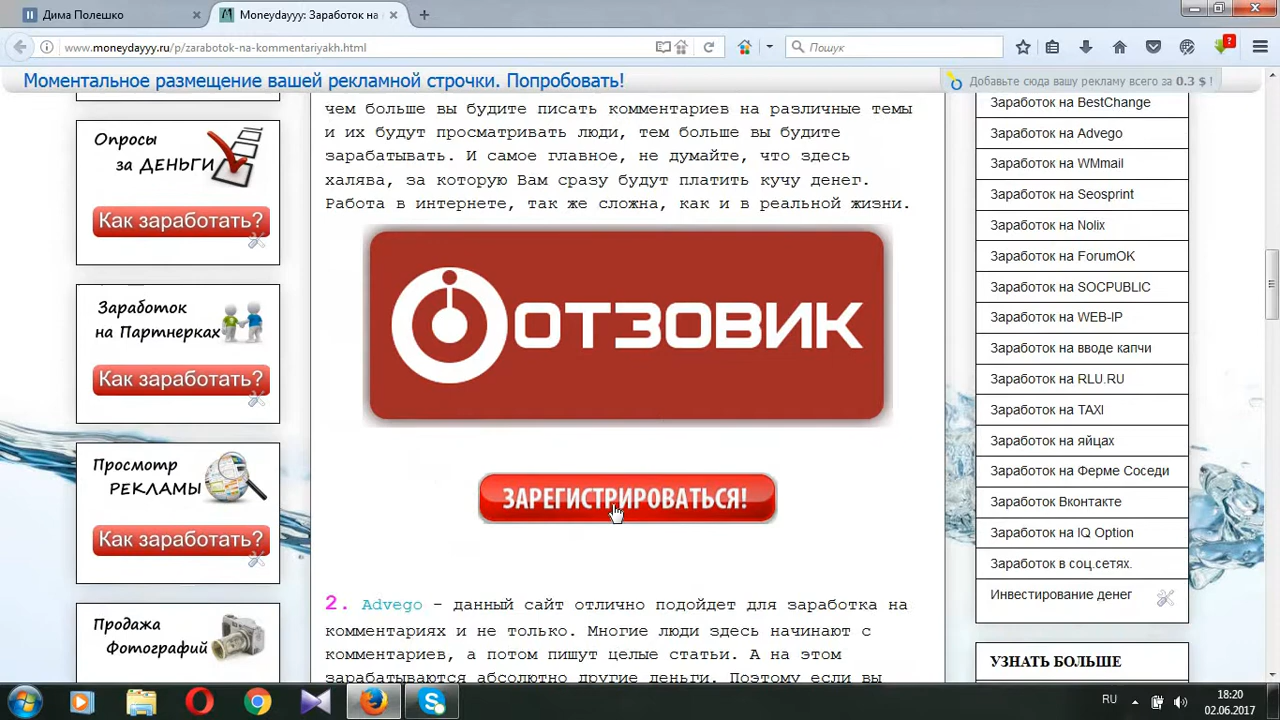 Дима Полешко
Moneydayyy: Заработок на
www.moneydayyy.ru/p/zarabotok-na-kommentariyakh.html
Пошук
?
Моментальное размещение вашей рекламной строчки. Попробовать!
Добавьте сюда вашу рекламу всего за 0.3 $ !
Опросы
за ДЕНЬГИ
Как заработать?
Заработок
на Партнерках
Как заработать?
Просмотр
РЕКЛАМЫ
Как заработать?
Продажа
Фотографий
чем больше вы будите писать комментариев на различные темы
и их будут просматривать люди, тем больше вы будите
зарабатывать. И самое главное, не думайте, что здесь
халява, за которую Вам сразу будут платить кучу денег.
Работа в интернете, так же сложна, как и в реальной жизни.
ОТЗОВИК
ЗАРЕГИСТРИРОВАТЬСЯ!
2. Advego - данный сайт отлично подойдет для заработка на
комментариях и не только. Многие люди здесь начинают с
комментариев, а потом пишут целые статьи. А на этом
зарабатываются абсолютно другие деньги. Поэтому если вы
Заработок на BestChange
Заработок на Advego
Заработок на WMmail
Заработок на Seosprint
Заработок на Nolix
Заработок на ForumOK
Заработок на SOCPUBLIC
Заработок на WEB-IP
Заработок на вводе капчи
Заработок на RLU.RU
Заработок на TAXI
Заработок на яйцах
Заработок на Ферме Соседи
Заработок Вконтакте
Заработок на IQ Option
Заработок в соц.сетях.
Инвестирование денег
УЗНАТЬ БОЛЬШЕ
RU
18:20
02.06.2017